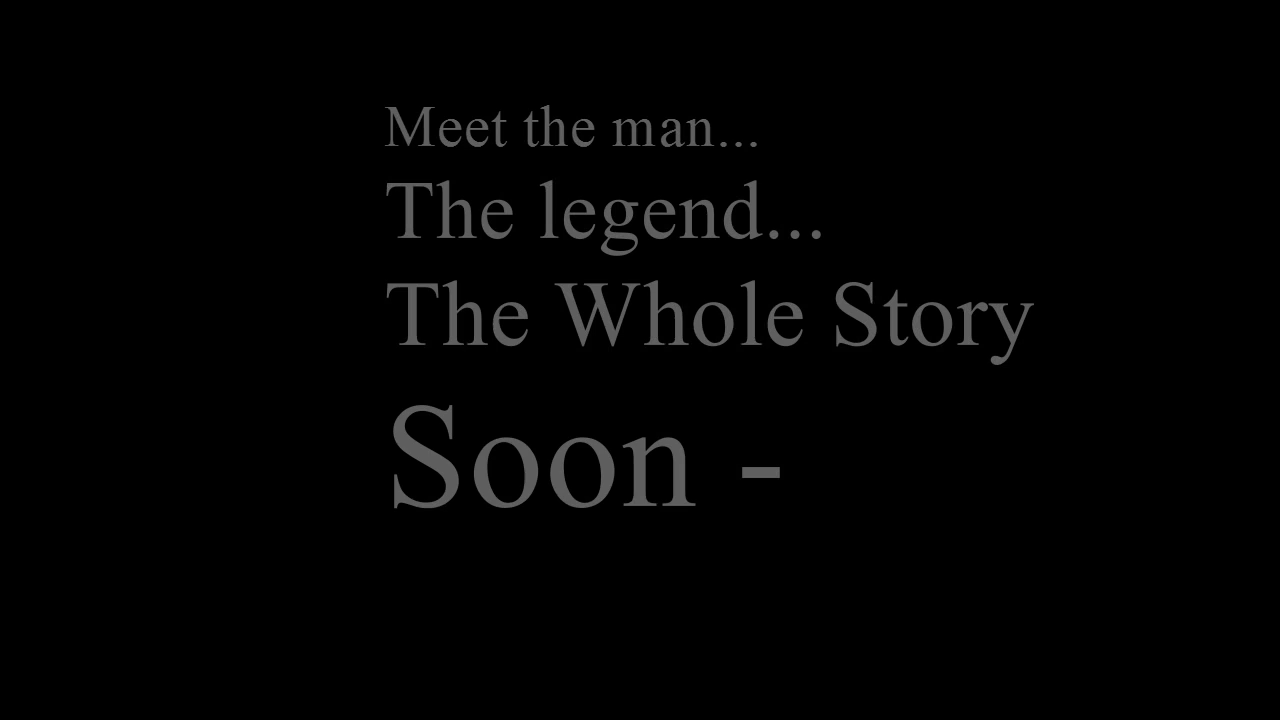 Meet the man...
The legend...
The Whole Story
Soon -